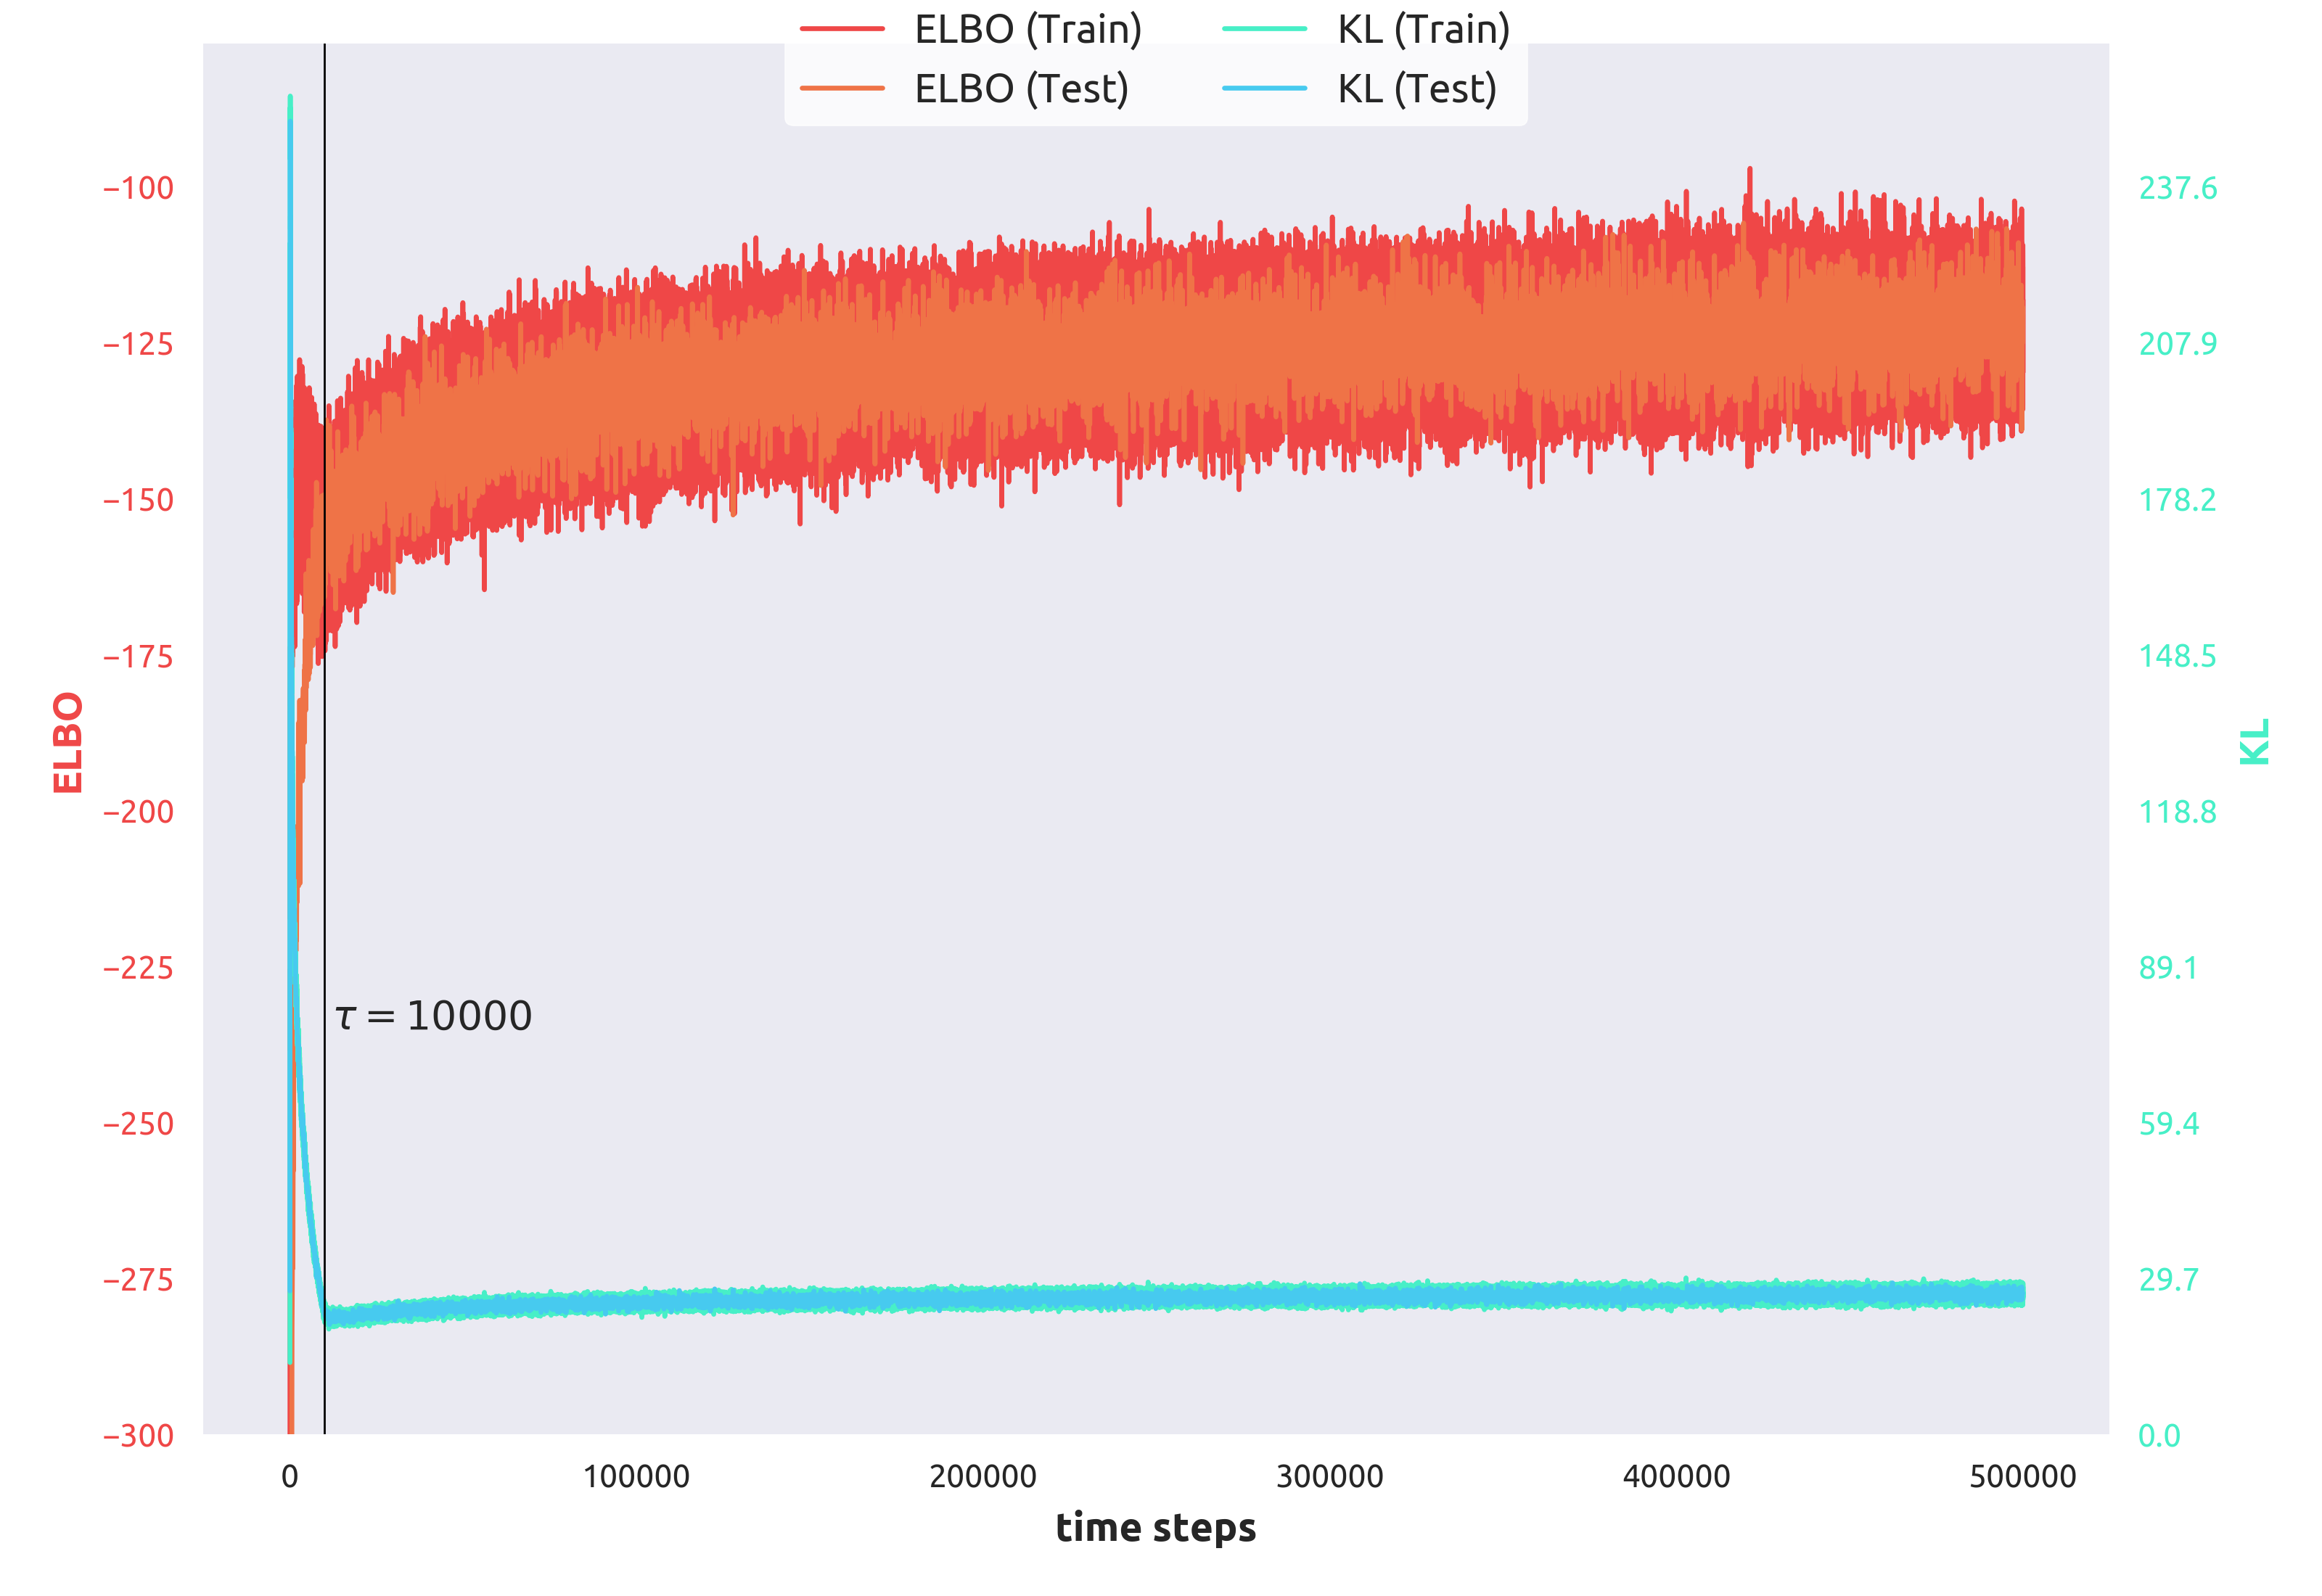 ELBO (Train) KL (Train)
ELBO (Test) KL (Test)
−100 237.6
−125 207.9
−150 178.2
−175 148.5
ELBO KL
−200 118.8
−225 89.1
τ = 10000
−250 59.4
−275 29.7
−300 0.0
0 100000 200000 300000 400000 500000
time steps